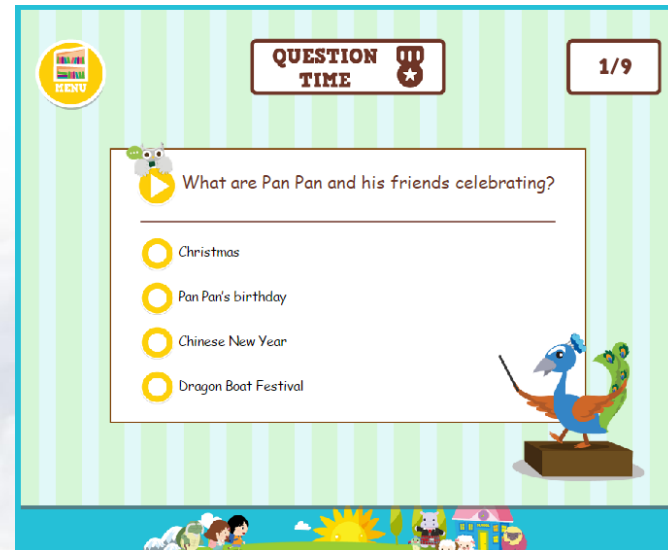 MENU
QUESTION
TIME
1/9
What are Pan Pan and his friends celebrating?
Christmas
Pan Pan's birthday
Chinese New Year
Dragon Boat Festival